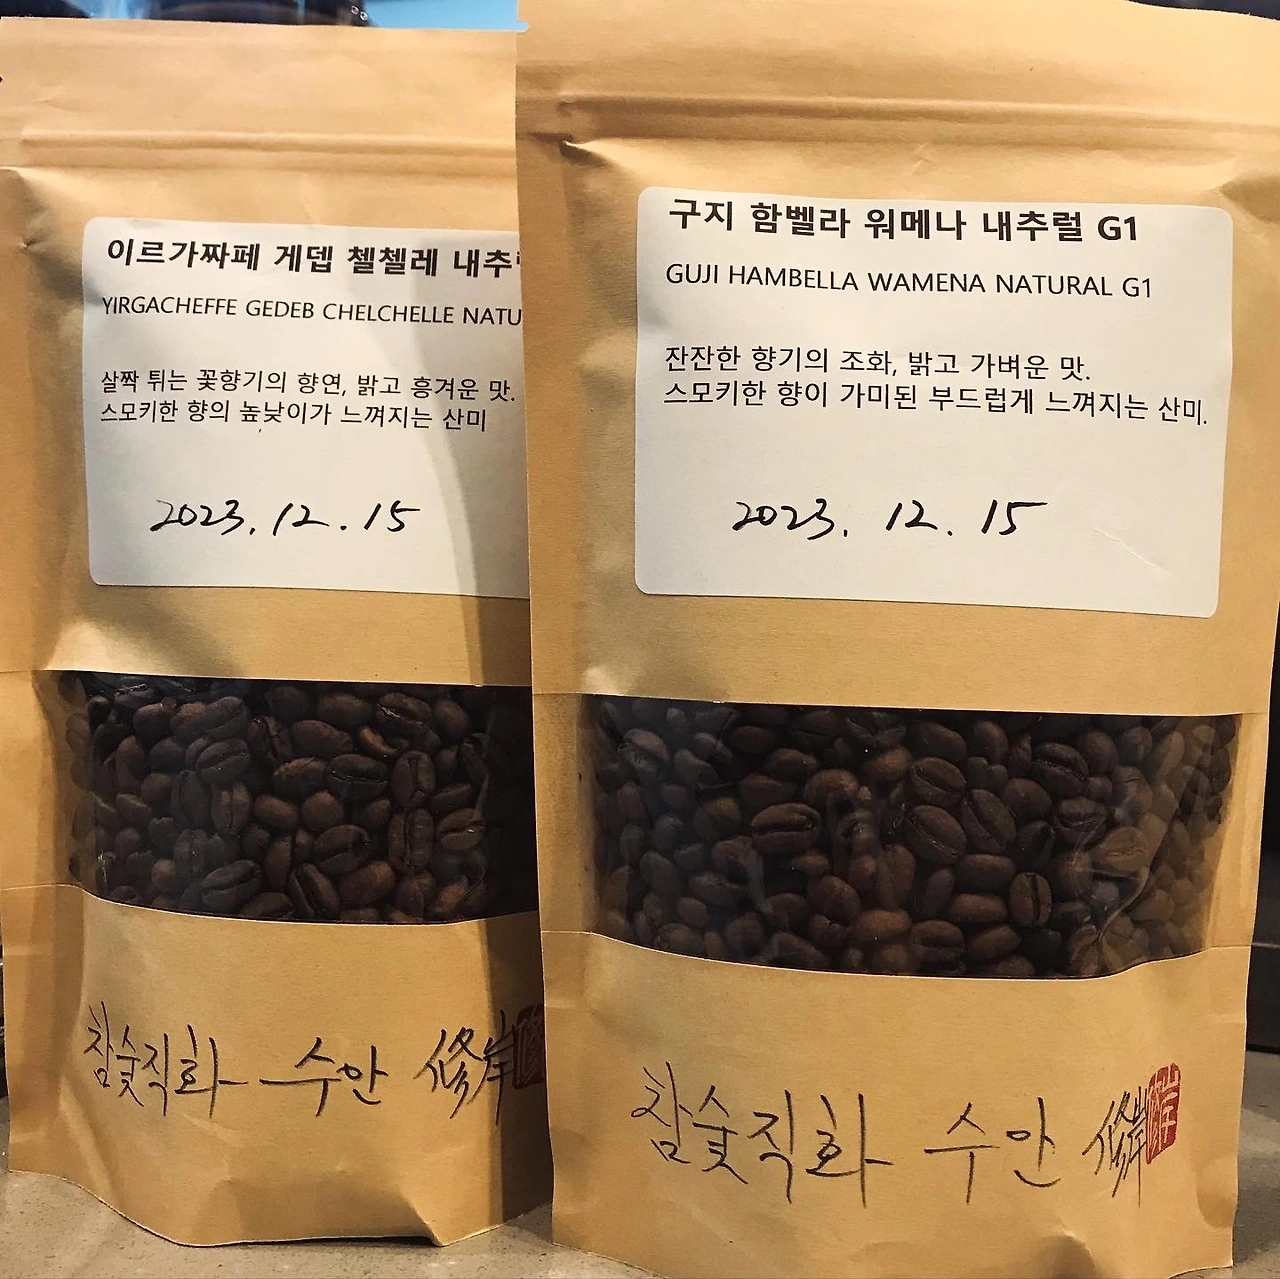 이르가짜페 게뎁 첼첼레 내추
YIRGACHEFFE GEDEB CHELCHELLE NATU
살짝 튀는 꽃향기의 향연, 밝고 흥겨운 맛.
스모키한 향의 높낮이가 느껴지는 산미
2023. 12. 15
참숯직화 수안 修岸
구지 함벨라 워메나 내추럴 G1
GUJI HAMBELLA WAMENA NATURAL G1
잔잔한 향기의 조화, 밝고 가벼운 맛.
스모키한 향이 가미된 부드럽게 느껴지는 산미.
2023. 12. 15
참숯직화 수안 修岸